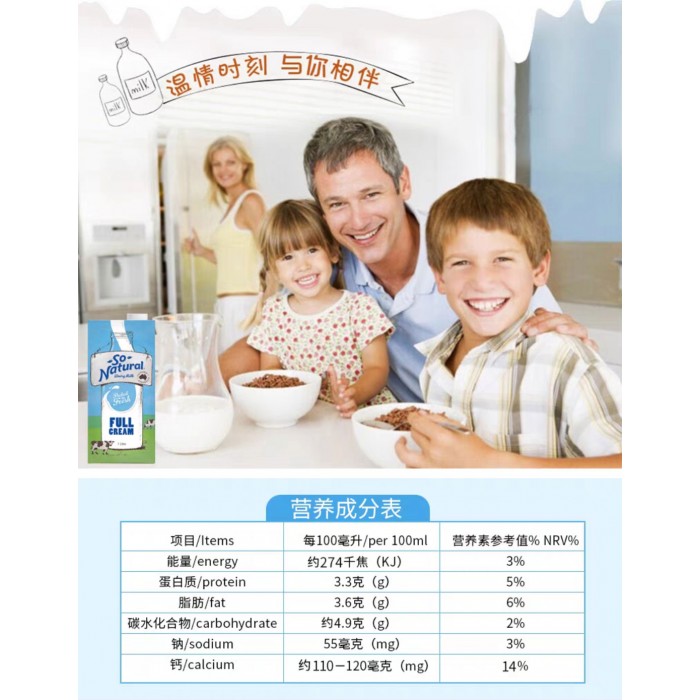 温情时刻 与你相伴
milk
milk
So
Natural
FULL
CREAM
营养成分表
项目/Items 每100毫升/per 100ml 营养素参考值% NRV%
能量/energy 约274千焦（KJ） 3%
蛋白质/protein 3.3克（g） 5%
脂肪/fat 3.6克（g） 6%
碳水化合物/carbohydrate 约4.9克（g） 2%
钠/sodium 55毫克（mg） 3%
钙/calcium 约110－120毫克（mg） 14%